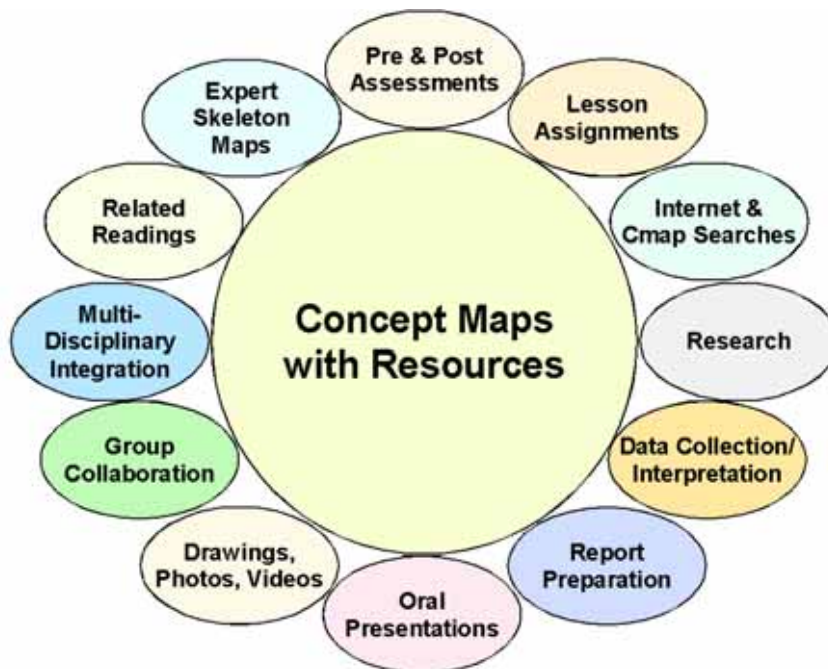 Pre & Post
Assessments
Lesson
Assignments
Internet &
Cmap Searches
Research
Data Collection/
Interpretation
Report
Preparation
Oral
Presentations
Drawings,
Photos, Videos
Group
Collaboration
Multi-
Disciplinary
Integration
Related
Readings
Expert
Skeleton
Maps
Concept Maps
with Resources